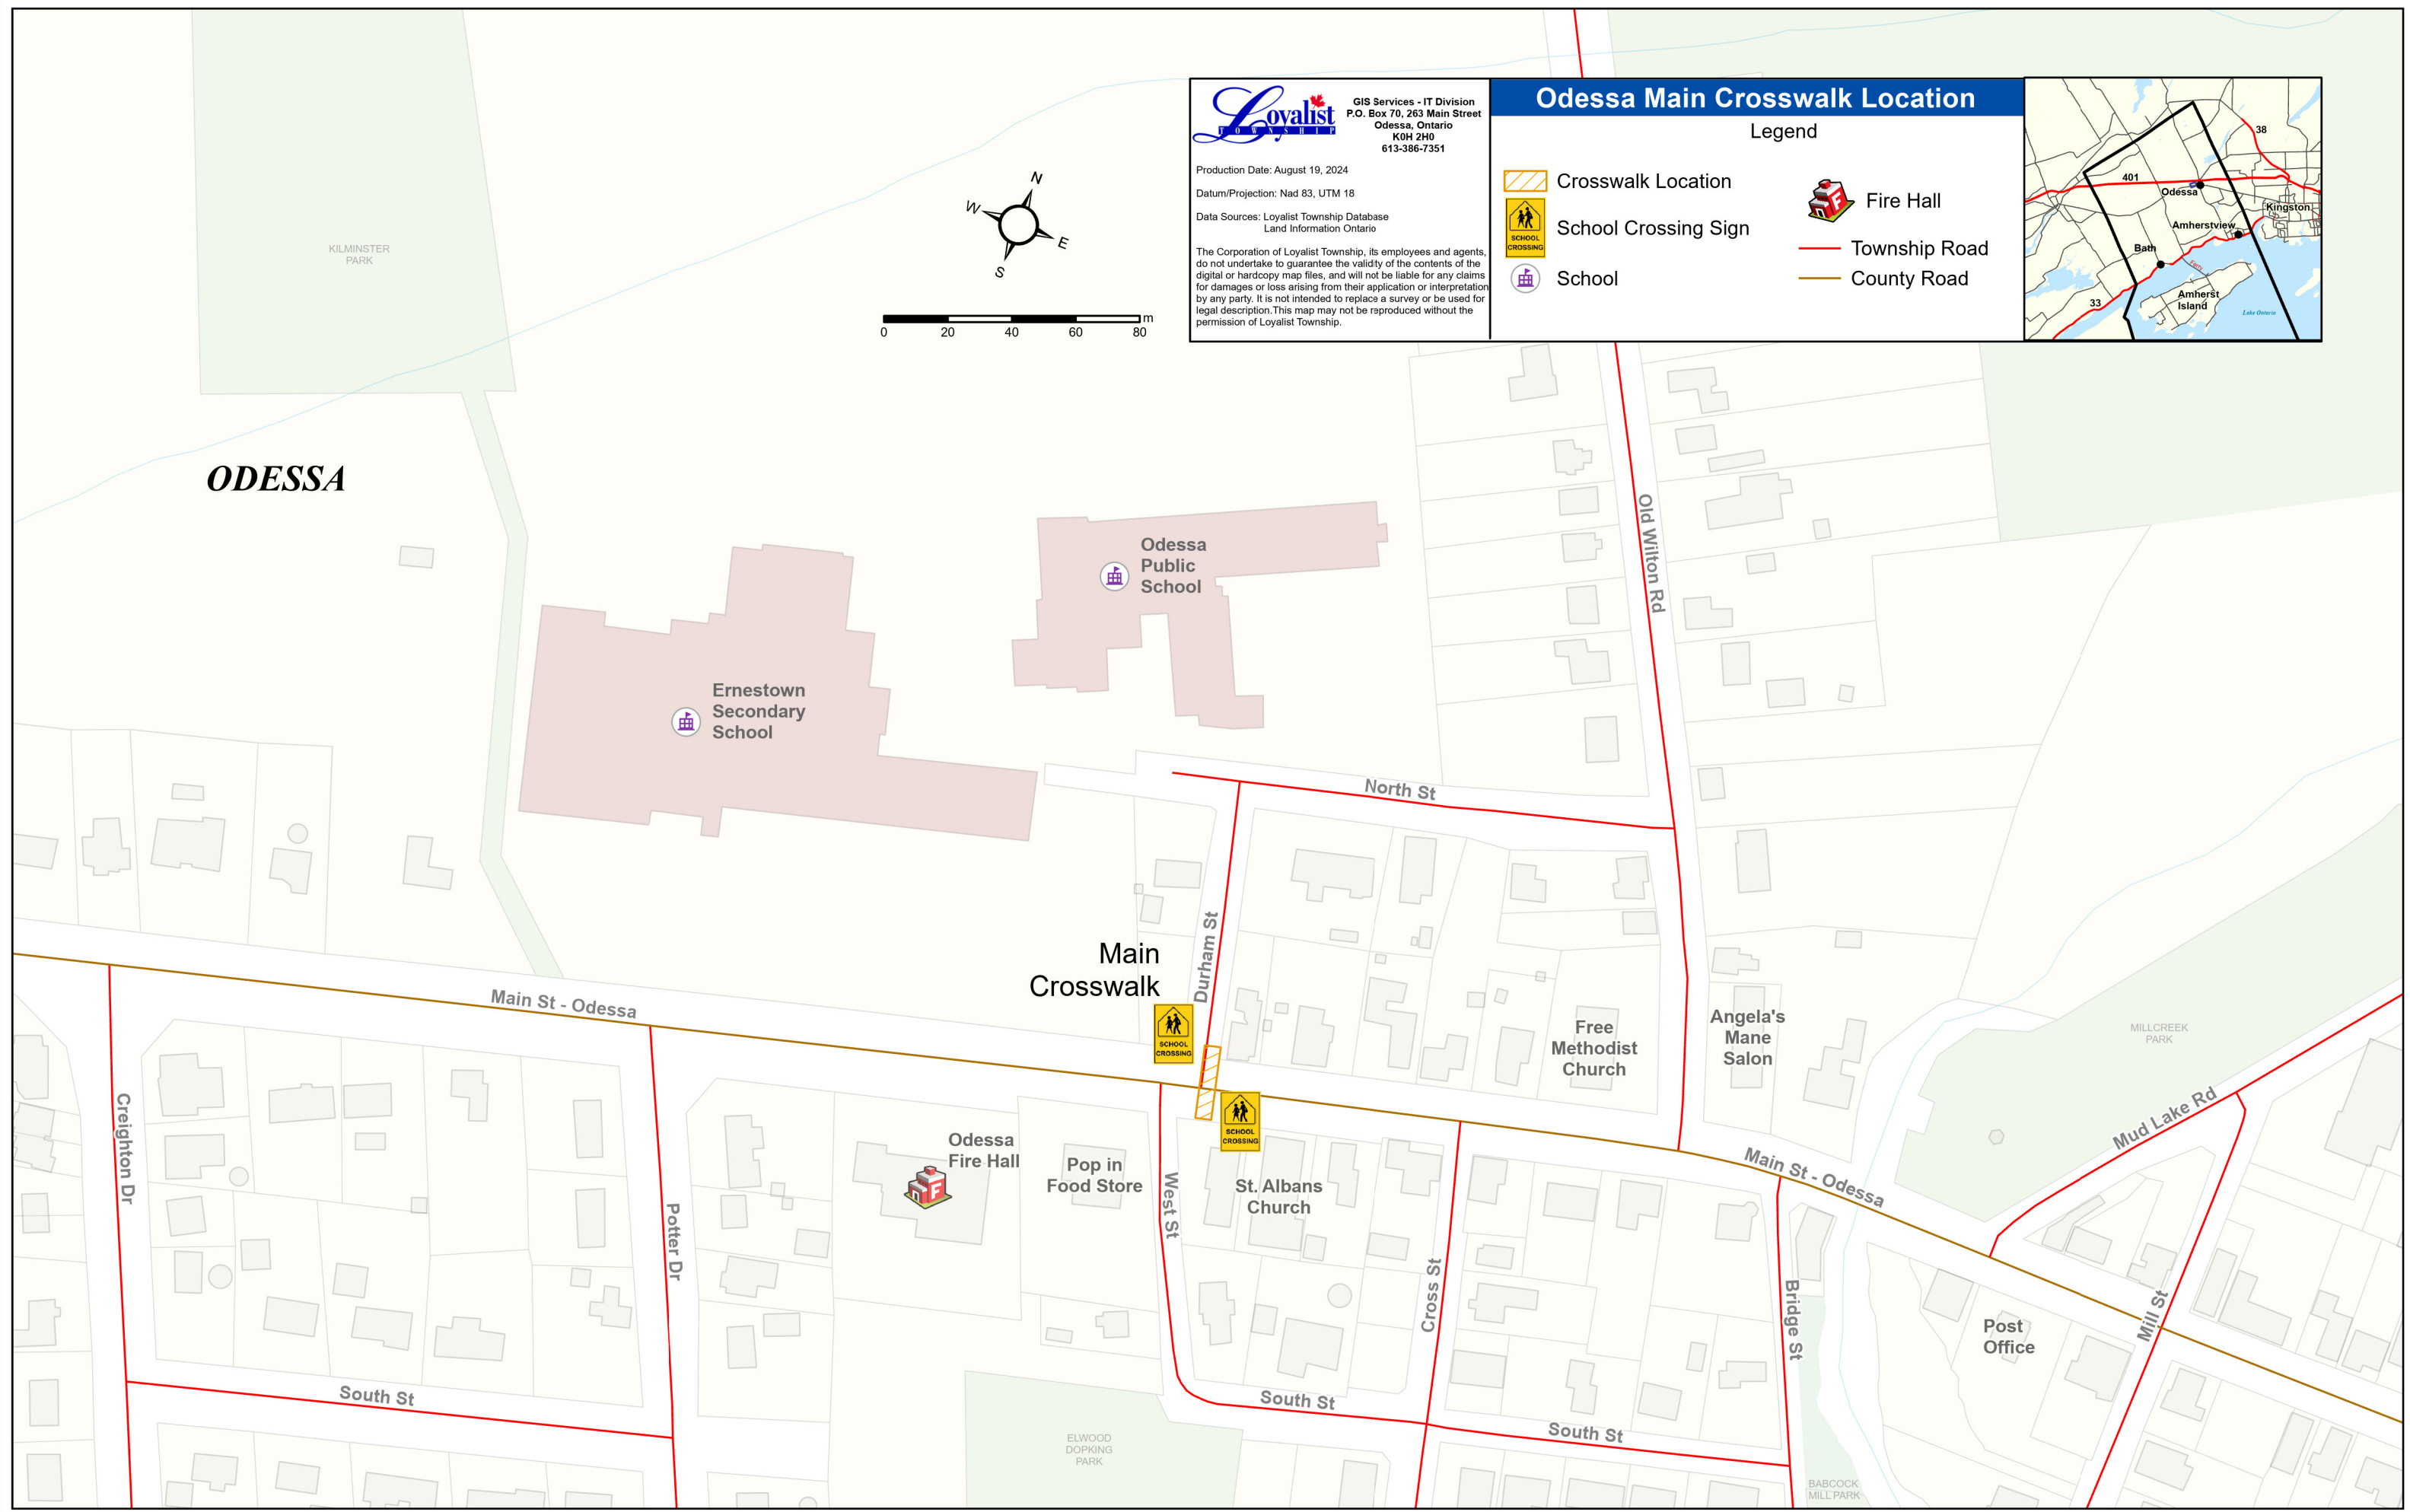 Loyalist
TOWNSHIP
GIS Services - IT Division
P.O. Box 70, 263 Main Street
Odessa, Ontario
K0H 2H0
613-386-7351
Production Date: August 19, 2024
Datum/Projection: Nad 83, UTM 18
Data Sources: Loyalist Township Database
Land Information Ontario
The Corporation of Loyalist Township, its employees and agents,
do not undertake to guarantee the validity of the contents of the
digital or hardcopy map files, and will not be liable for any claims
for damages or loss arising from their application or interpretation
by any party. It is not intended to replace a survey or be used for
legal description.This map may not be reproduced without the
permission of Loyalist Township.
Odessa Main Crosswalk Location
Legend
Crosswalk Location
SCHOOL
CROSSING
School Crossing Sign
School
F
Fire Hall
Township Road
County Road
38
401
Odessa
Kingston
Amherstview
Bath
Ferry
33
Amherst
Island
Lake Ontario
N
W
E
S
m
0 20 40 60 80
KILMINSTER
PARK
ODESSA
Odessa
Public
School
Old Wilton Rd
Ernestown
Secondary
School
North St
Durham St
Main
Crosswalk
SCHOOL
CROSSING
Main St - Odessa
Free
Methodist
Church
Angela's
Mane
Salon
MILLCREEK
PARK
Mud Lake Rd
SCHOOL
CROSSING
Creighton Dr
Potter Dr
Odessa
Fire Hall
F
Pop in
Food Store
West St
St. Albans
Church
Main St - Odessa
Cross St
Bridge St
Post
Office
Mill St
South St
South St
South St
ELWOOD
DOPKING
PARK
BABCOCK
MILL PARK